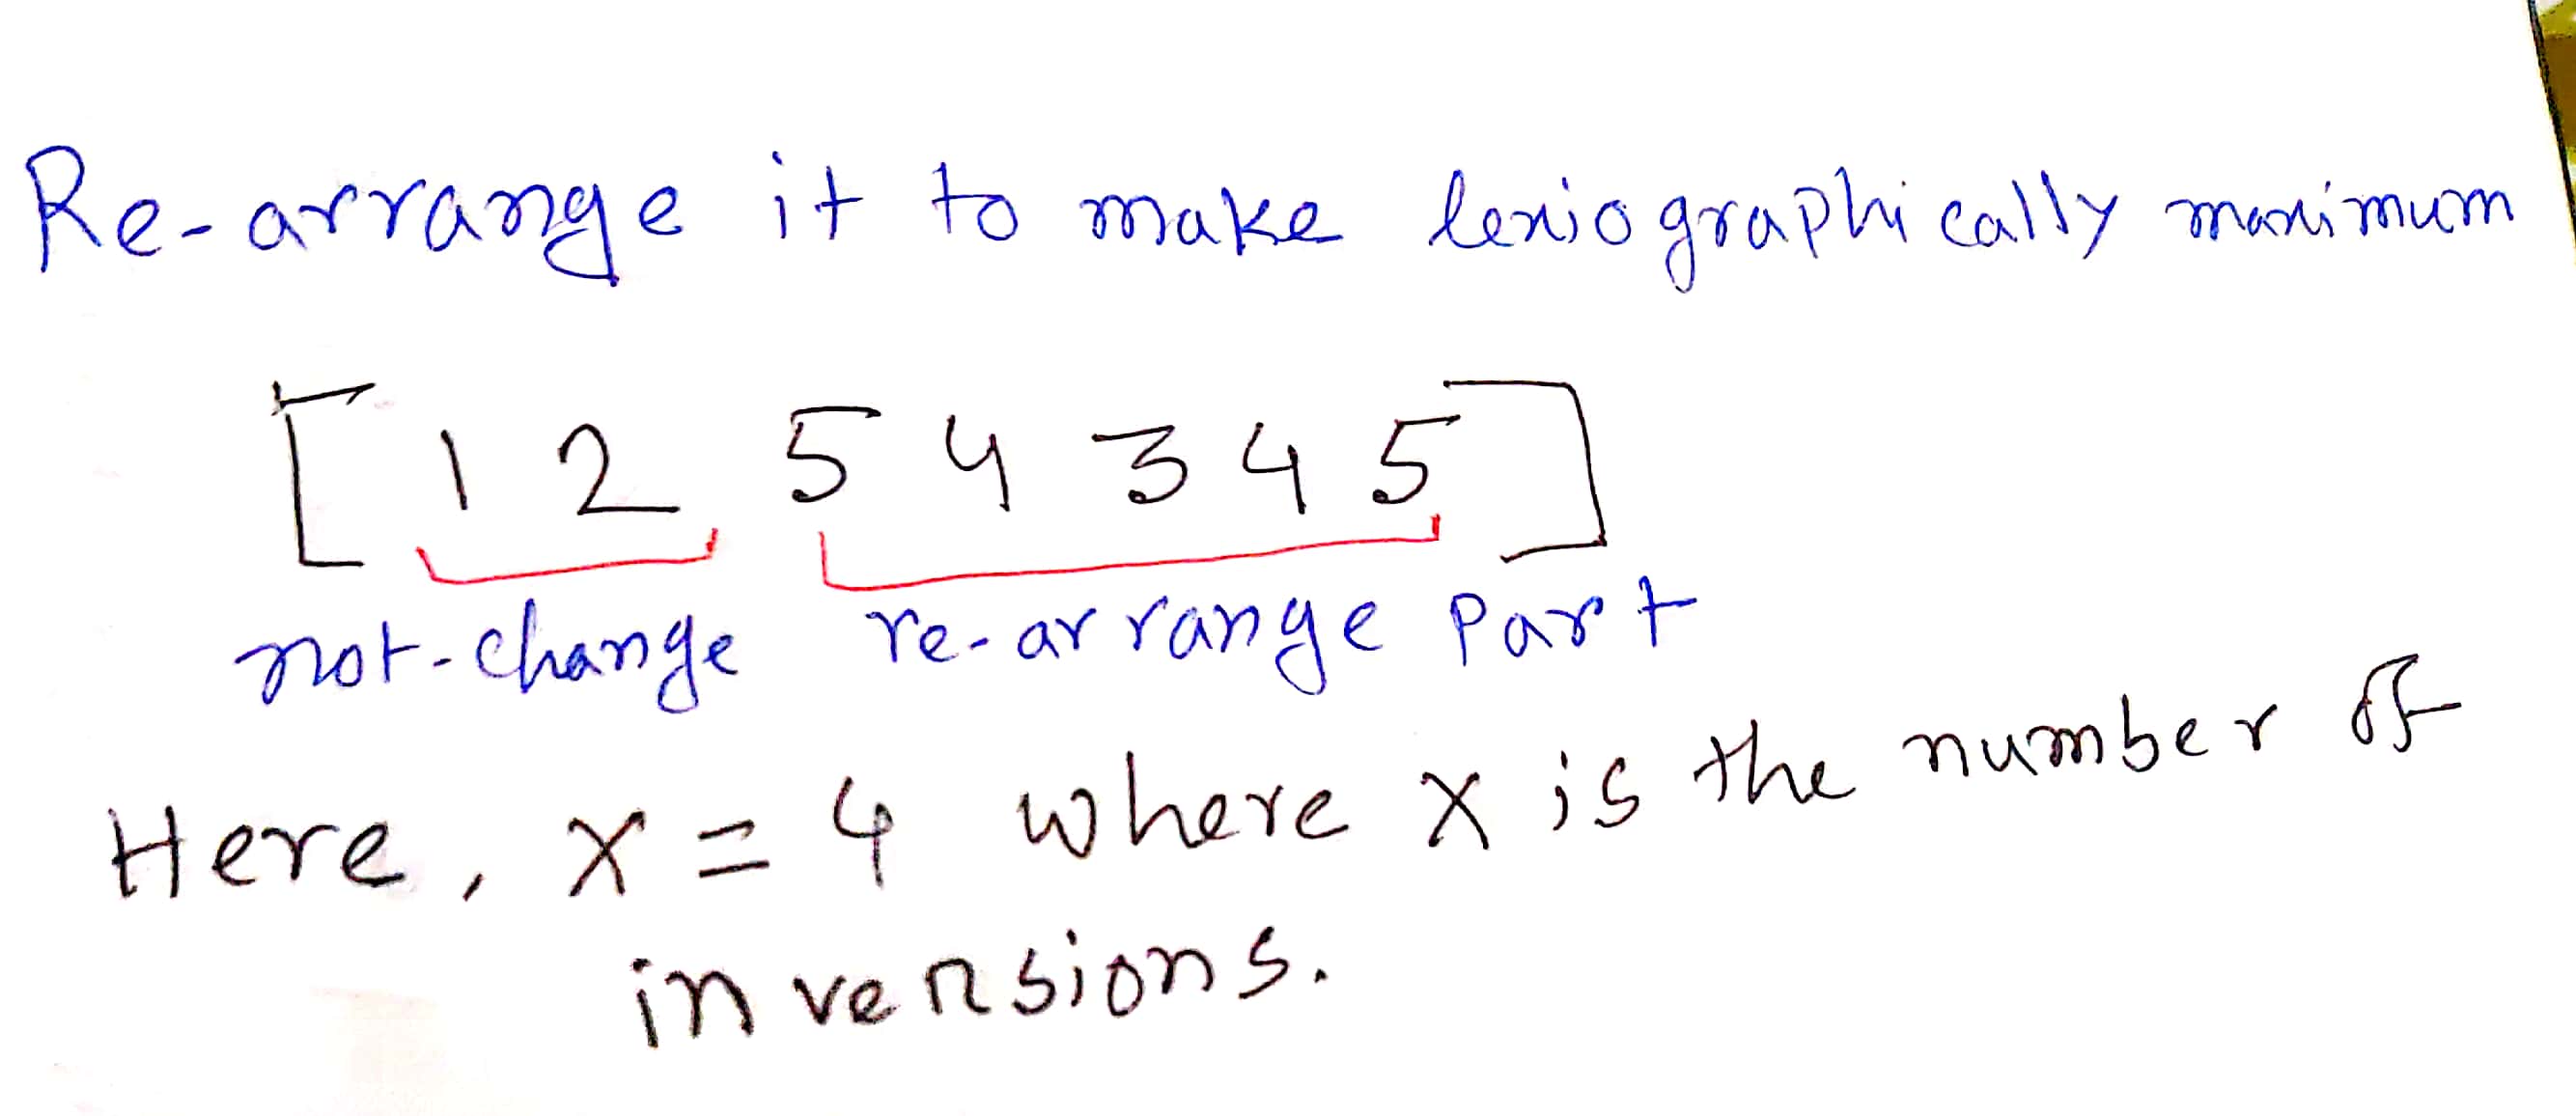 Re-arrange it to make lexiographically maximum
[ 1 2 5 4 3 4 5 ]
not-change re-arrange Part
Here, x = 4 where x is the number of
inversions.